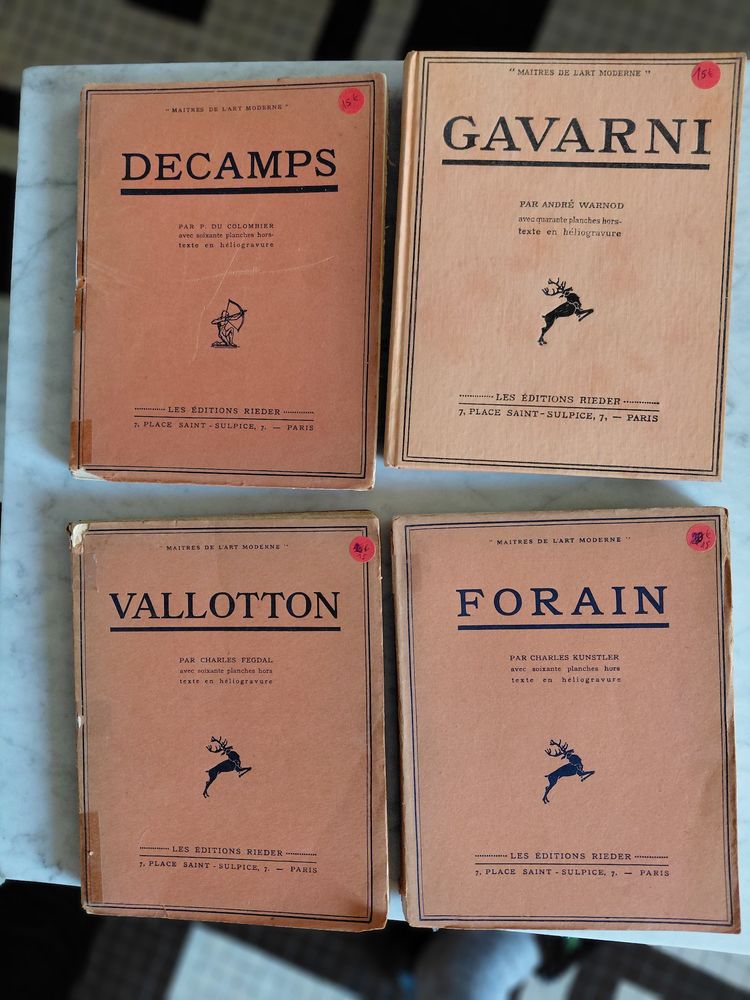 "MAITRES DE L'ART MODERNE"
15€
DECAMPS
PAR P. DU COLOMBIER
avec soixante planches hors-
texte en héliogravure
LES ÉDITIONS RIEDER
7, PLACE SAINT-SULPICE, 7. — PARIS
"MAITRES DE L'ART MODERNE"
15€
GAVARNI
PAR ANDRÉ WARNOD
avec quarante planches hors-
texte en héliogravure
LES ÉDITIONS RIEDER
7, PLACE SAINT-SULPICE, 7, — PARIS
"MAITRES DE L'ART MODERNE"
15
VALLOTTON
PAR CHARLES FEGDAL
avec soixante planches hors
texte en héliogravure
LES ÉDITIONS RIEDER
7, PLACE SAINT-SULPICE, 7. — PARIS
"MAITRES DE L'ART MODERNE"
15
FORAIN
PAR CHARLES KUNSTLER
avec soixante planches hors
texte en héliogravure
LES ÉDITIONS RIEDER
7, PLACE SAINT-SULPICE, 7. — PARIS